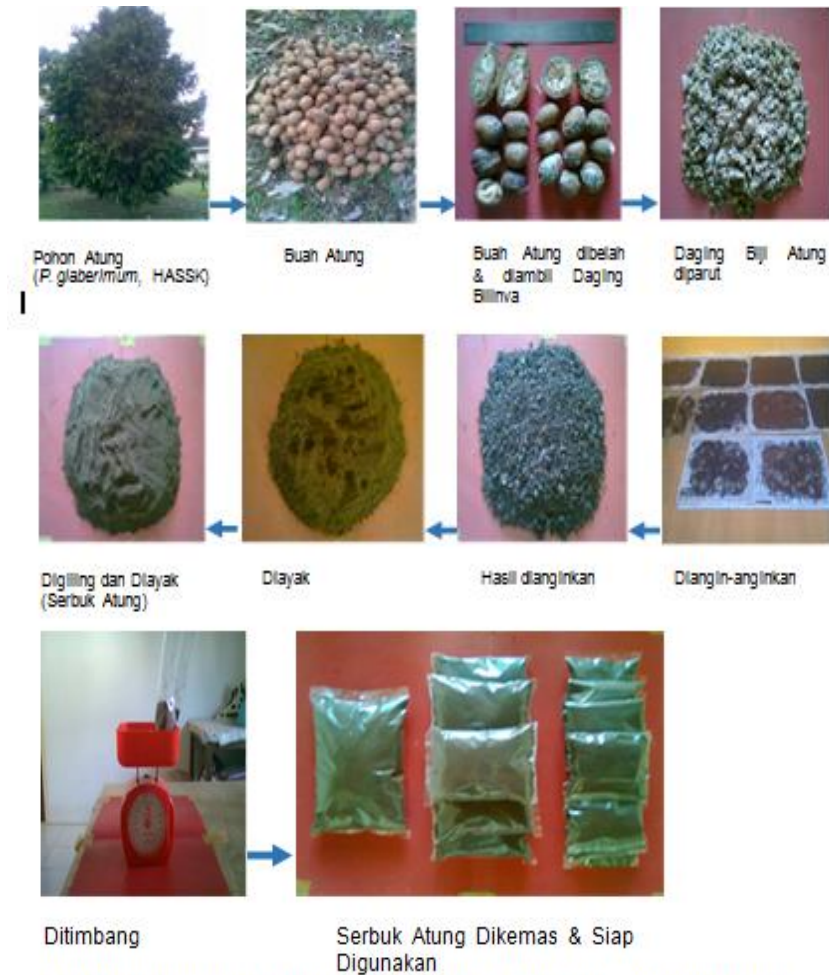 Pohon Atung
(P. glaberimum, HASSK)
Buah Atung
Buah Atung dibelah
& diambil Daging
Bijinya
Daging Biji Atung
diparut
Digiling dan Diayak
(Serbuk Atung)
Diayak
Hasil dianginkan
Diangin-anginkan
Ditimbang
Serbuk Atung Dikemas & Siap
Digunakan